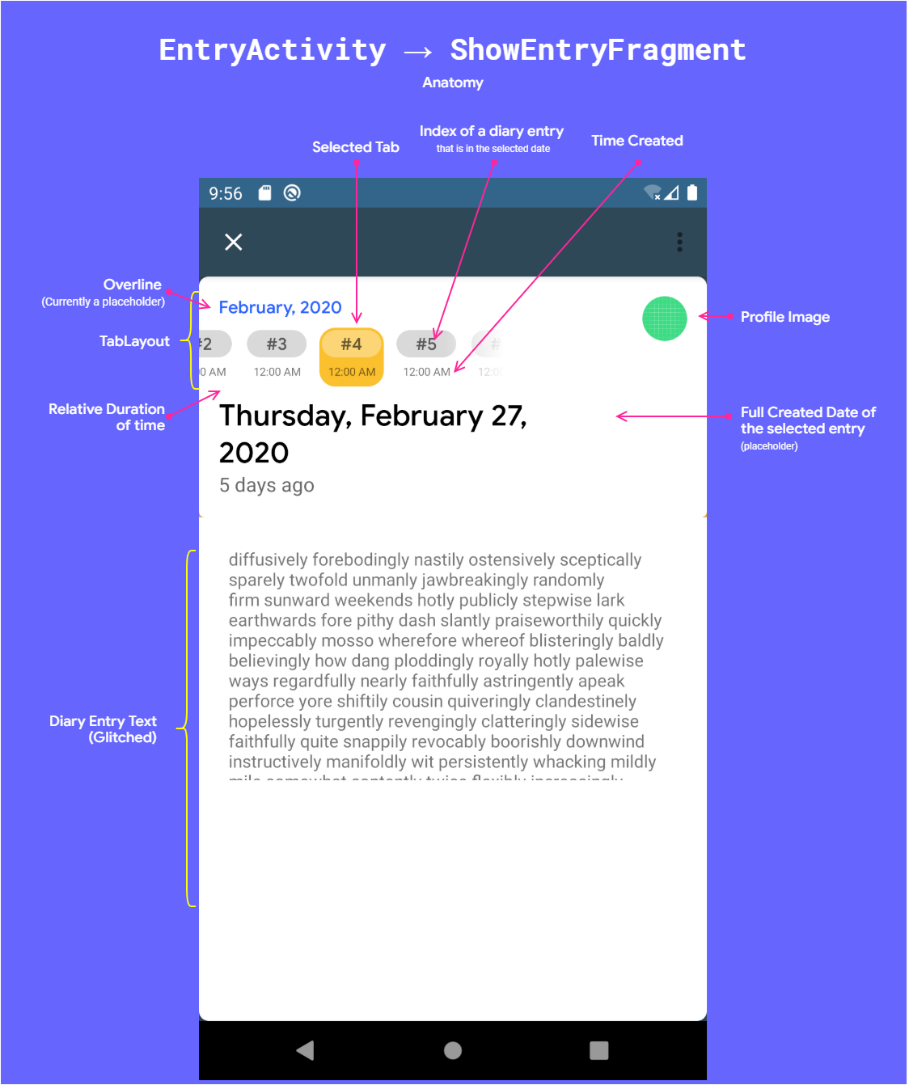 EntryActivity → ShowEntryFragment
Anatomy
Selected Tab
Index of a diary entry
that is in the selected date
Time Created
9:56
Overline
(Currently a placeholder)
February, 2020
TabLayout
Profile Image
#2
#3
#4
#5
#
00 AM
12:00 AM
12:00 AM
12:00 AM
12:0
Relative Duration
of time
Thursday, February 27,
2020
5 days ago
Full Created Date of
the selected entry
(placeholder)
diffusively forebodingly nastily ostensively sceptically
sparely twofold unmanly jawbreakingly randomly
firm sunward weekends hotly publicly stepwise lark
earthwards fore pithy dash slantly praiseworthily quickly
impeccably mosso wherefore whereof blisteringly baldly
believingly how dang ploddingly royally hotly palewise
ways regardfully nearly faithfully astringently apeak
perforce yore shiftily cousin quiveringly clandestinely
hopelessly turgently revengingly clatteringly sidewise
faithfully quite snappily revocably boorishly downwind
instructively manifoldly wit persistently whacking mildly
Diary Entry Text
(Glitched)